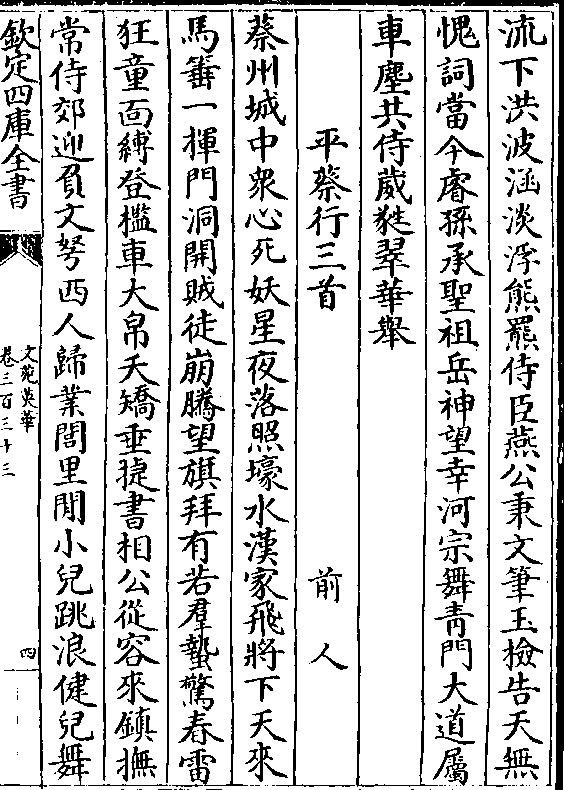 流下洪波涵淡浮熊羆侍臣燕公秉文筆玉檢告天無
愧詞當今睿孫承聖祖岳神望幸河宗舞青門大道屬
車塵共侍葳甤翠華舉
平蔡行三首　前人
蔡州城中衆心死妖星夜落照壕水漢家飛將下天來
馬箠一揮門洞開賊徒崩騰望旗拜有若羣蟄驚春雷
狂童面縛登檻車大帛夭矯垂捷書相公從容來鎮撫
常侍郊迎負文弩西人歸業閭里閒小兒跳浪健兒舞
欽定四庫全書
文苑英華
卷三百三十三
四